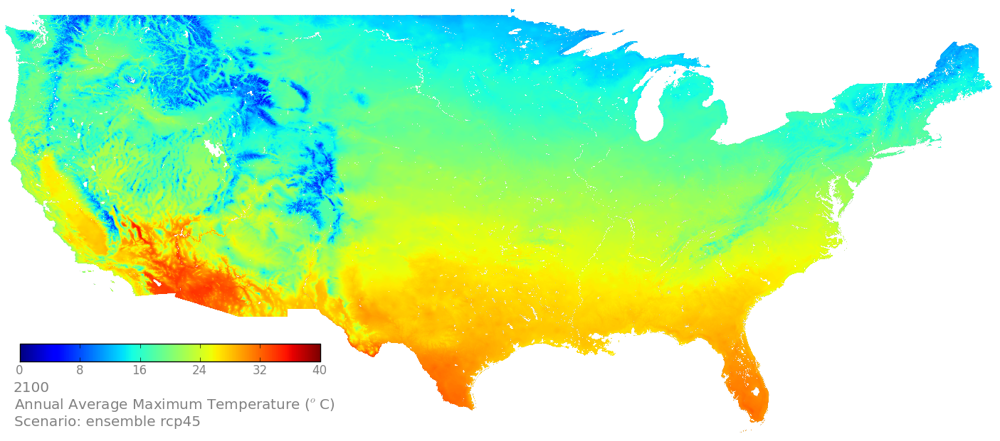 0 8 16 24 32 40
2100
Annual Average Maximum Temperature (° C)
Scenario: ensemble rcp45